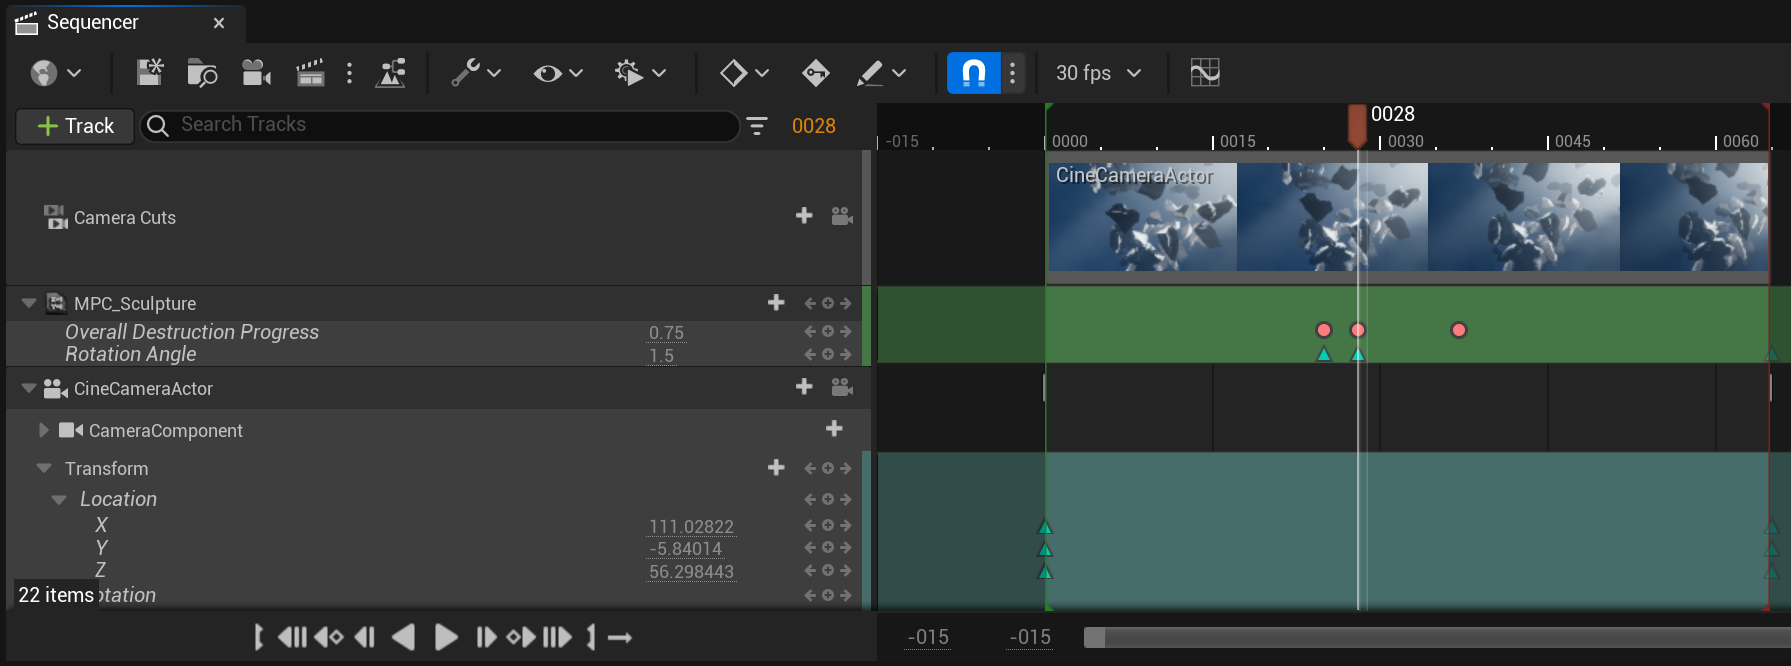 Sequencer
30 fps
Track
Search Tracks
0028
0028
-015
0000
0015
0030
0045
0060
CineCameraActor
Camera Cuts
MPC_Sculpture
Overall Destruction Progress
0.75
Rotation Angle
1.5
CineCameraActor
CameraComponent
Transform
Location
X
111.02822
Y
-5.84014
Z
56.298443
22 items
otation
-015
-015